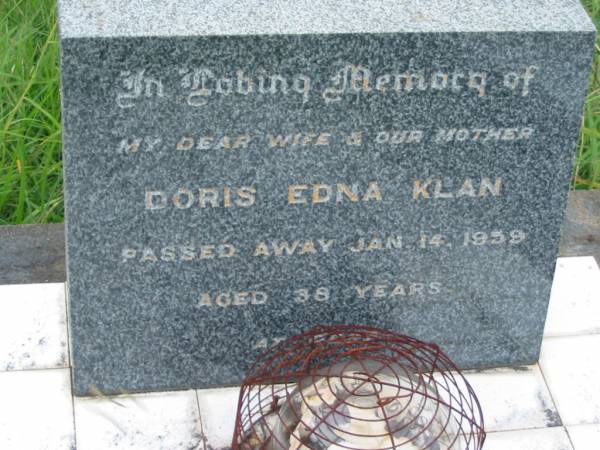 In Loving Memory of
MY DEAR WIFE & OUR MOTHER
DORIS EDNA KLAN
PASSED AWAY JAN. 14. 1959
AGED 38 YEARS.
AT